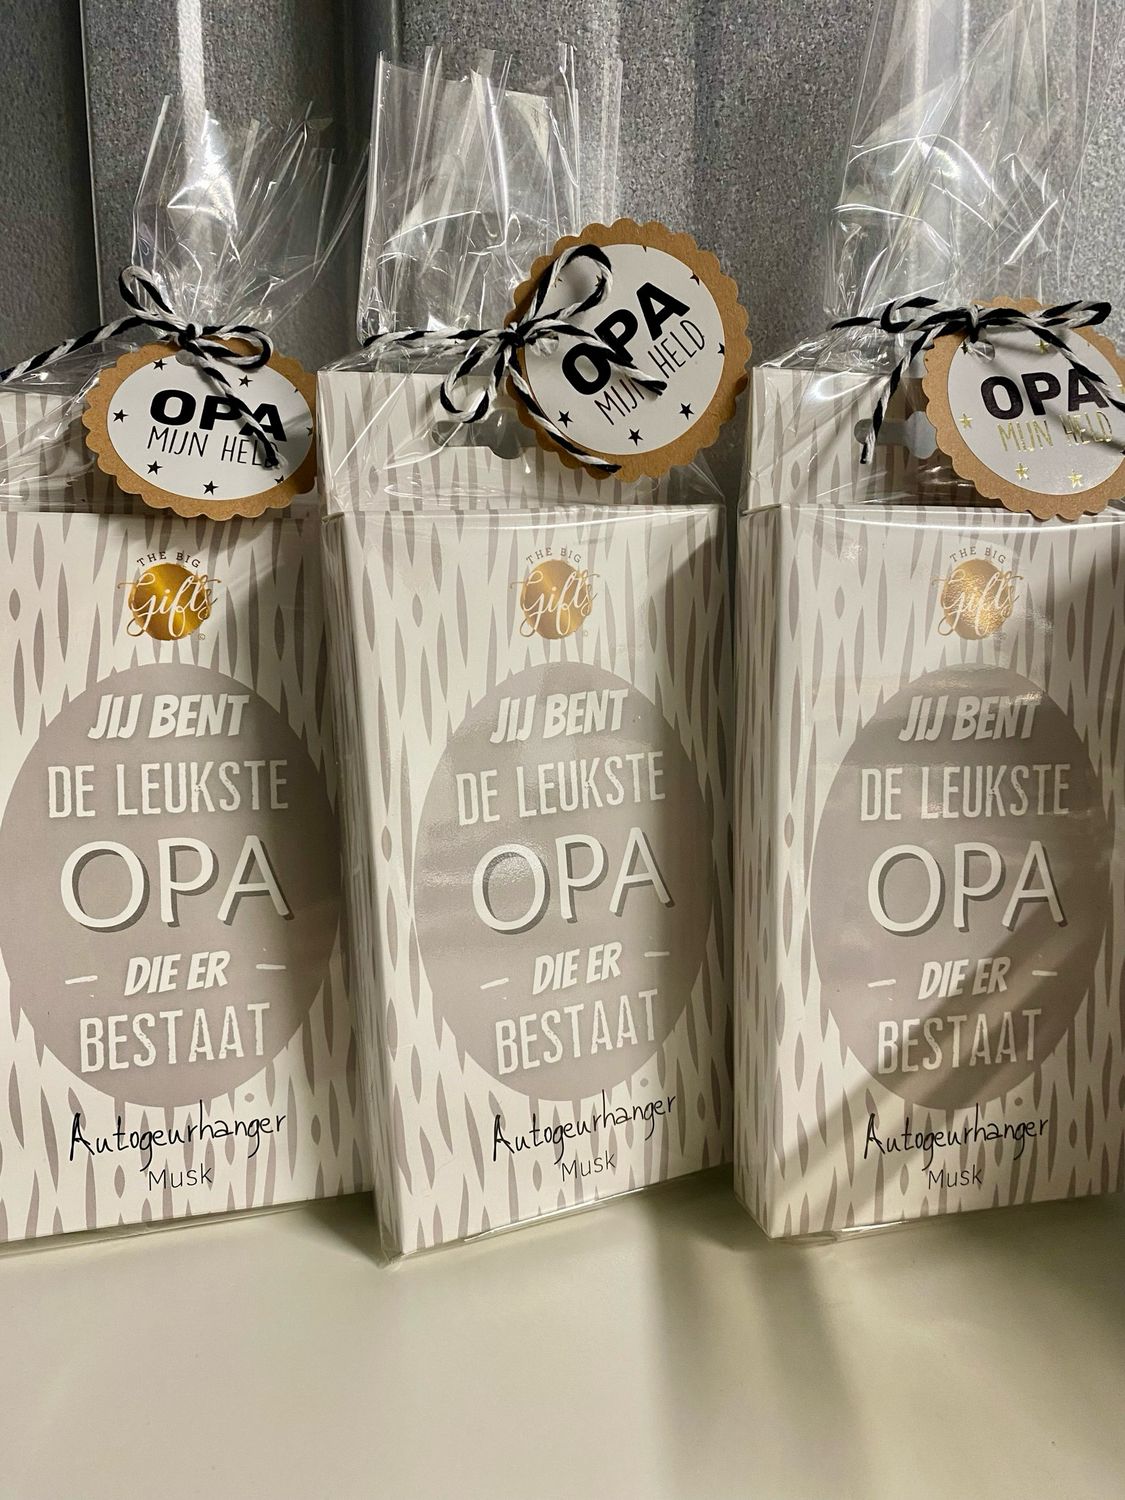 OPA
MIJN HELD
THE BIG
Gifts
JIJ BENT
DE LEUKSTE
OPA
DIE ER
BESTAAT
Autogeurhanger
Musk
OPA
MIJN HELD
THE BIG
Gifts
JIJ BENT
DE LEUKSTE
OPA
DIE ER
BESTAAT
Autogeurhanger
Musk
OPA
MIJN HELD
THE BIG
Gifts
JIJ BENT
DE LEUKSTE
OPA
DIE ER
BESTAAT
Autogeurhanger
Musk